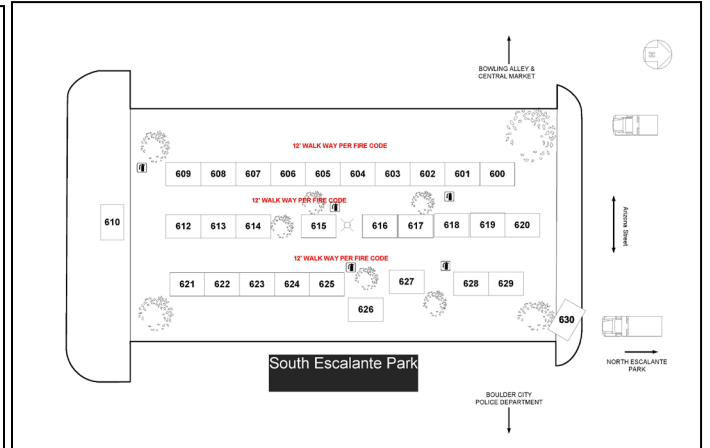 BOWLING ALLEY &
CENTRAL MARKET
12' WALK WAY PER FIRE CODE
609 608 607 606 605 604 603 602 601 600
12' WALK WAY PER FIRE CODE
610
612 613 614 615 616 617 618 619 620
Arizona Street
12' WALK WAY PER FIRE CODE
621 622 623 624 625 627 628 629
626
630
South Escalante Park
NORTH ESCALANTE
PARK
BOULDER CITY
POLICE DEPARTMENT